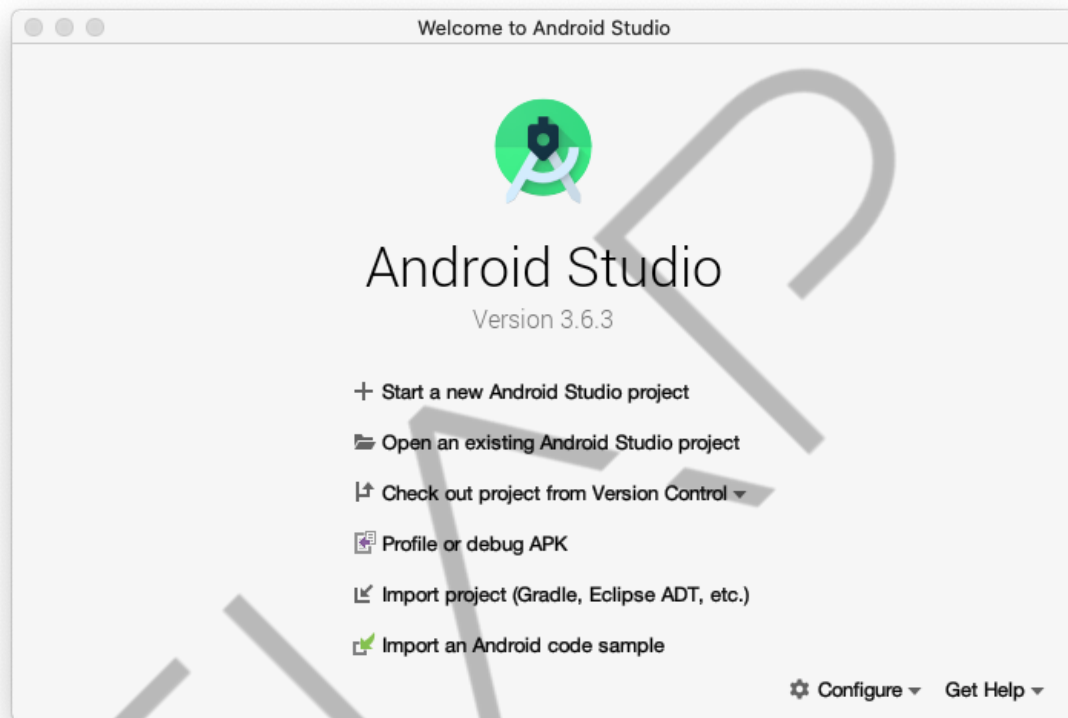 Welcome to Android Studio
Android Studio
Version 3.6.3
Start a new Android Studio project
Open an existing Android Studio project
Check out project from Version Control
Profile or debug APK
Import project (Gradle, Eclipse ADT, etc.)
Import an Android code sample
Configure Get Help